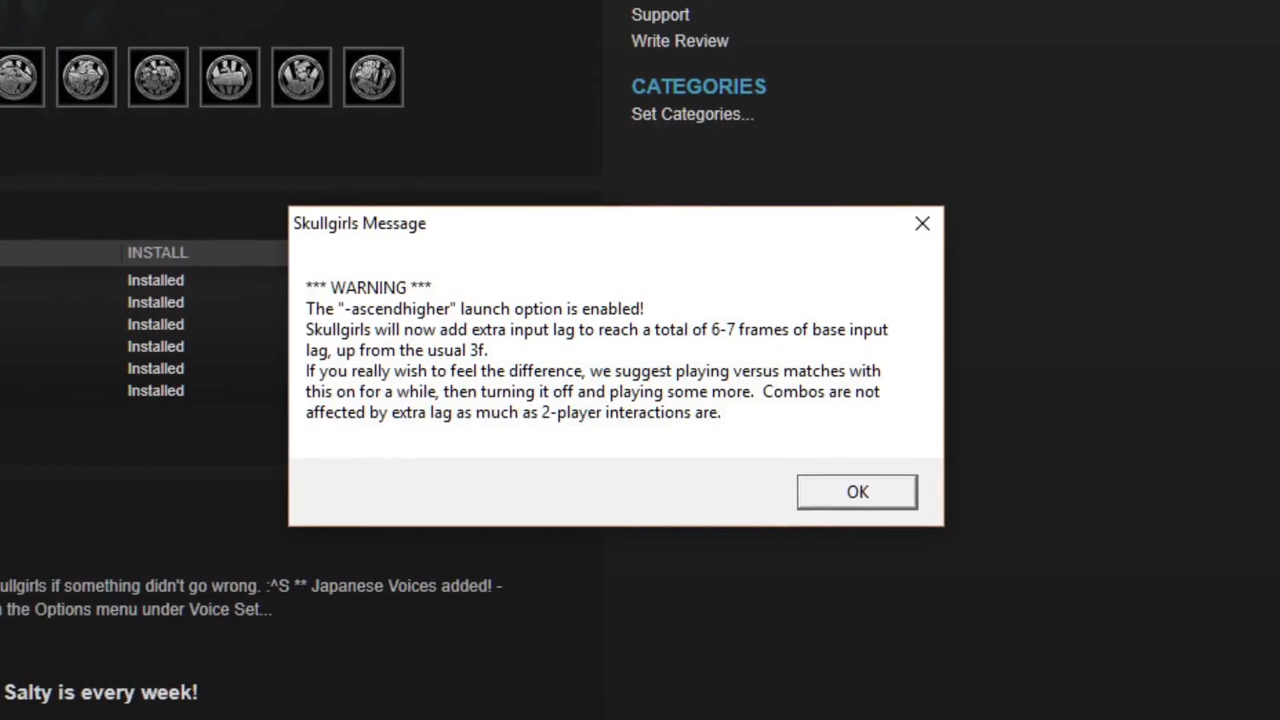 Support
Write Review
CATEGORIES
Set Categories...
Skullgirls Message
INSTALL
Installed
Installed
Installed
Installed
Installed
Installed
*** WARNING ***
The "-ascendhigher" launch option is enabled!
Skullgirls will now add extra input lag to reach a total of 6-7 frames of base input
lag, up from the usual 3f.
If you really wish to feel the difference, we suggest playing versus matches with
this on for a while, then turning it off and playing some more.  Combos are not
affected by extra lag as much as 2-player interactions are.
OK
ullgirls if something didn't go wrong. :^S ** Japanese Voices added! -
the Options menu under Voice Set...
Salty is every week!